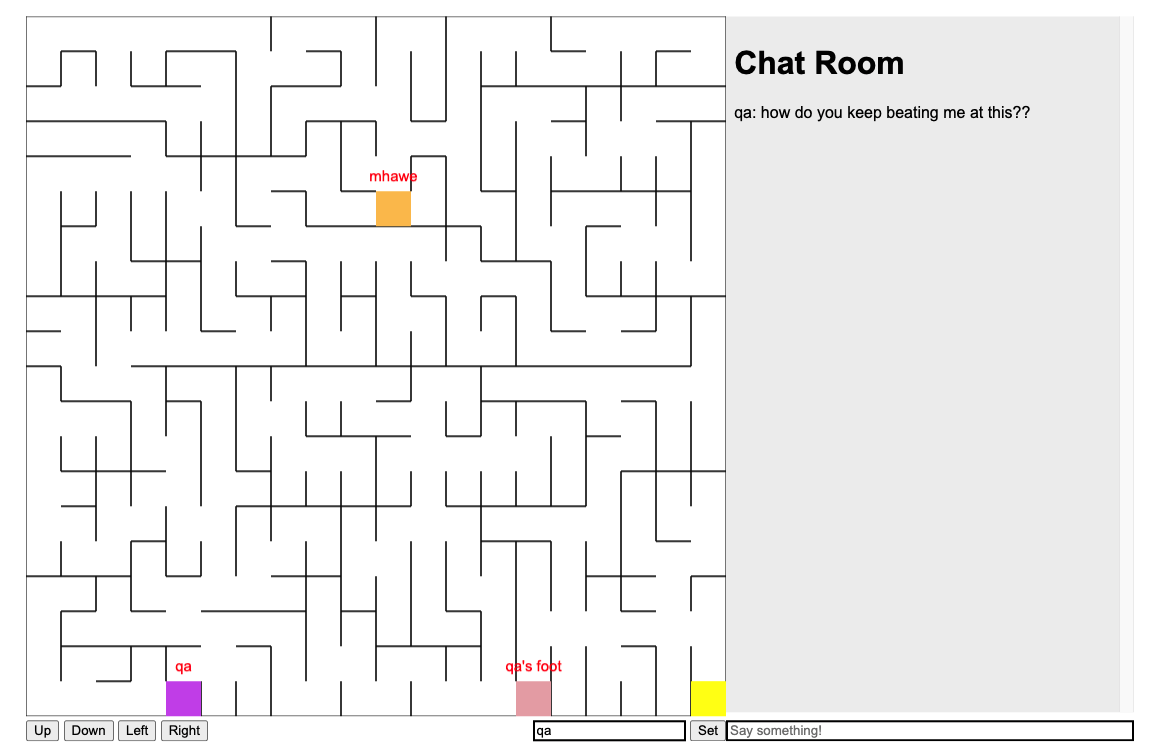 Chat Room
qa: how do you keep beating me at this??
mhawe
qa
qa's foot
Up Down Left Right qa Set Say something!